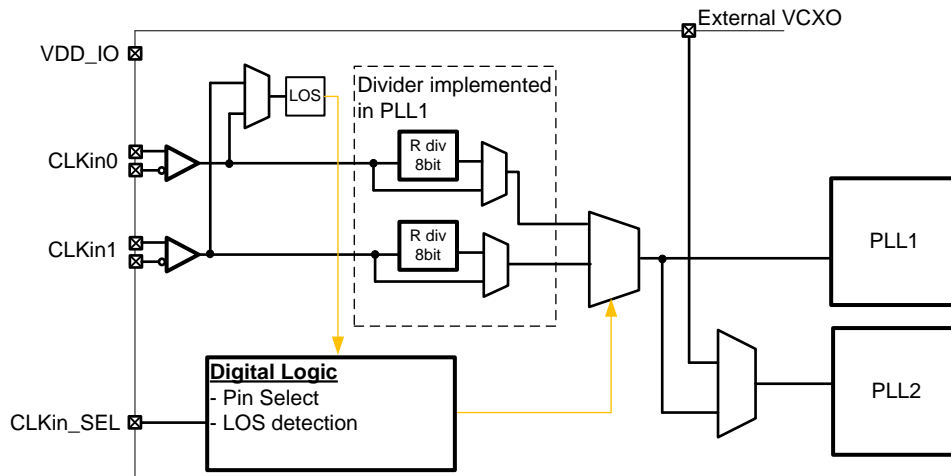 External VCXO
VDD_IO
Divider implemented
in PLL1
LOS
CLKin0
R div
8bit
CLKin1
R div
8bit
PLL1
Digital Logic
- Pin Select
- LOS detection
CLKin_SEL
PLL2